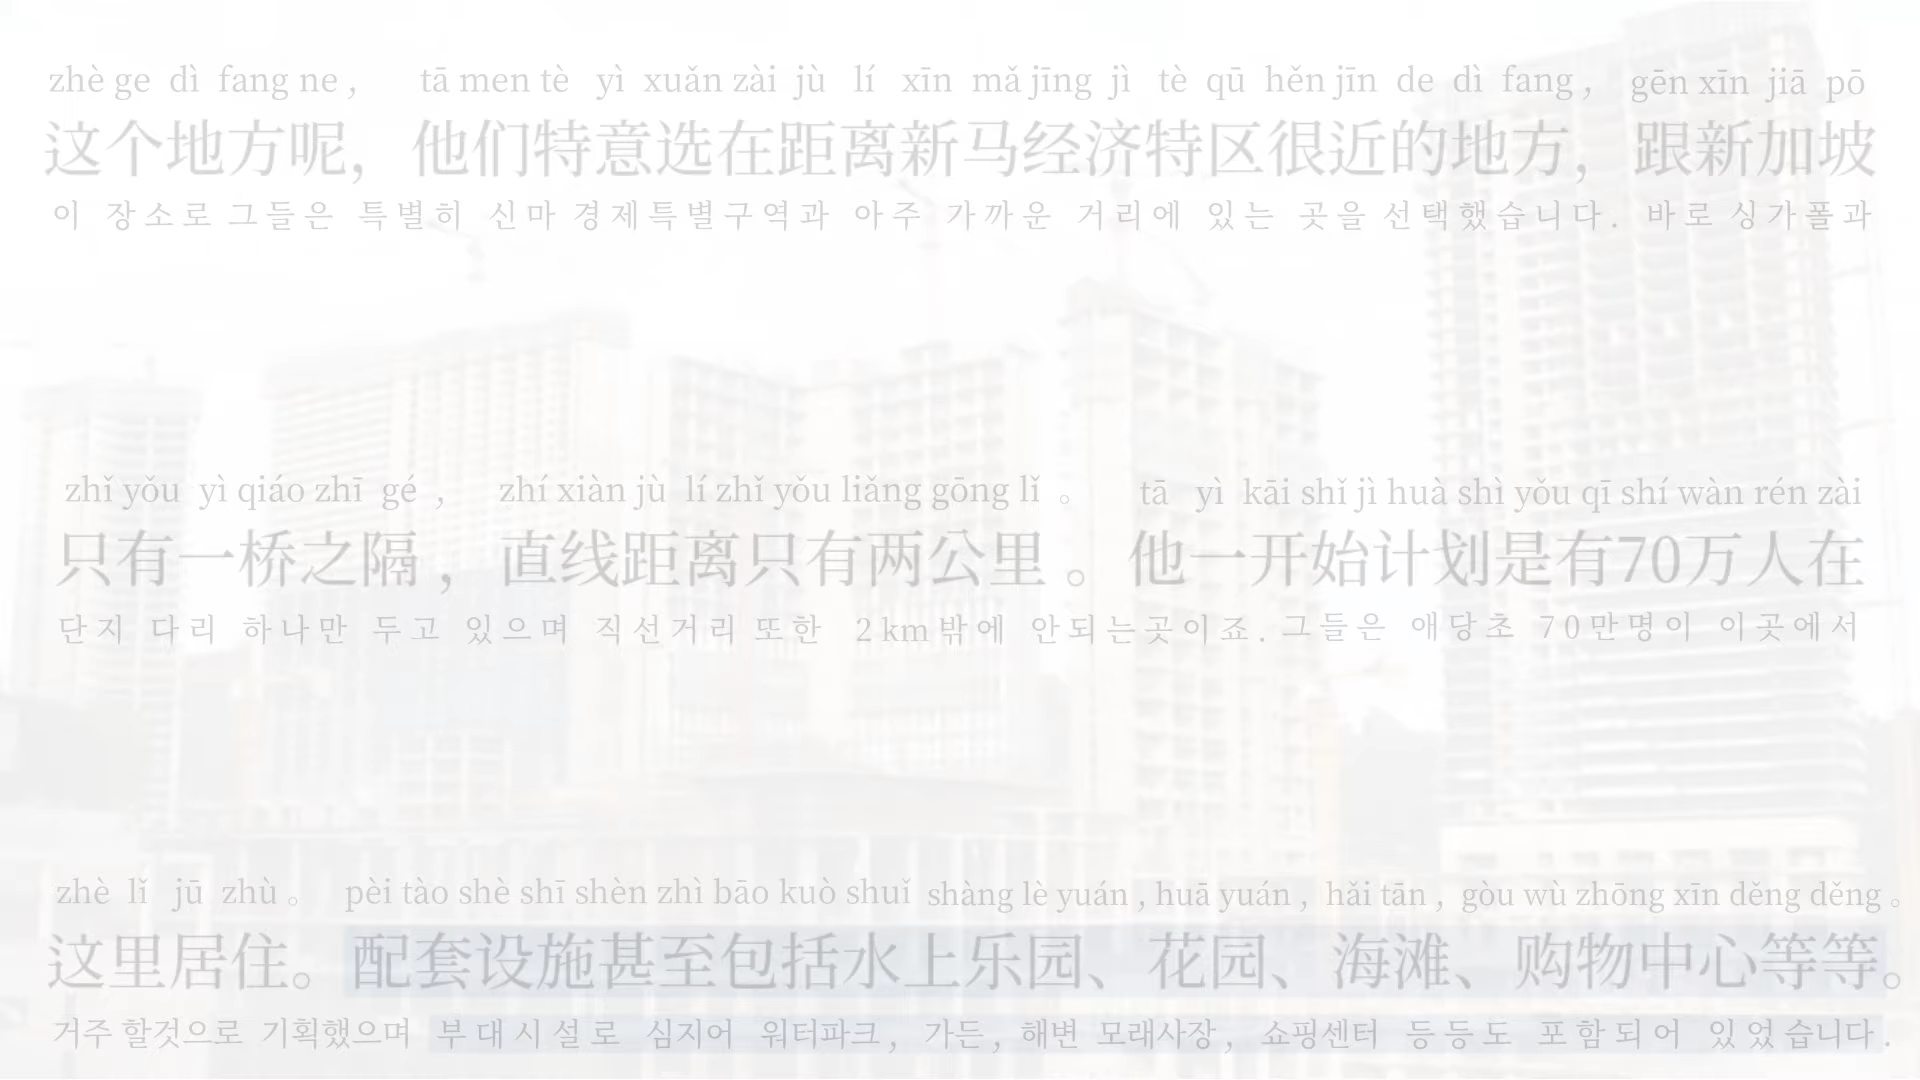 zhè ge dì fang ne， tā men tè yì xuǎn zài jù lí xīn mǎ jīng jì tè qū hěn jīn de dì fang， gēn xīn jiā pō
这个地方呢，他们特意选在距离新马经济特区很近的地方，跟新加坡
이 장소로 그들은 특별히 신마 경제특별구역과 아주 가까운 거리에 있는 곳을 선택했습니다. 바로 싱가폴과
zhǐ yǒu yì qiáo zhī gé ， zhí xiàn jù lí zhǐ yǒu liǎng gōng lǐ 。 tā yì kāi shǐ jì huà shì yǒu qī shí wàn rén zài
只有一桥之隔，直线距离只有两公里 。他一开始计划是有70万人在
단지 다리 하나만 두고 있으며 직선거리 또한 2km밖에 안되는곳이죠. 그들은 애당초 70만명이 이곳에서
zhè lǐ jū zhù 。 pèi tào shè shī shèn zhì bāo kuò shuǐ shàng lè yuán , huā yuán , hǎi tān , gòu wù zhōng xīn děng děng 。
这里居住。配套设施甚至包括水上乐园、花园、海滩、购物中心等等。
거주 할것으로 기획했으며 부대시설로 심지어 워터파크, 가든, 해변 모래사장, 쇼핑센터 등등도 포함되어 있었습니다.